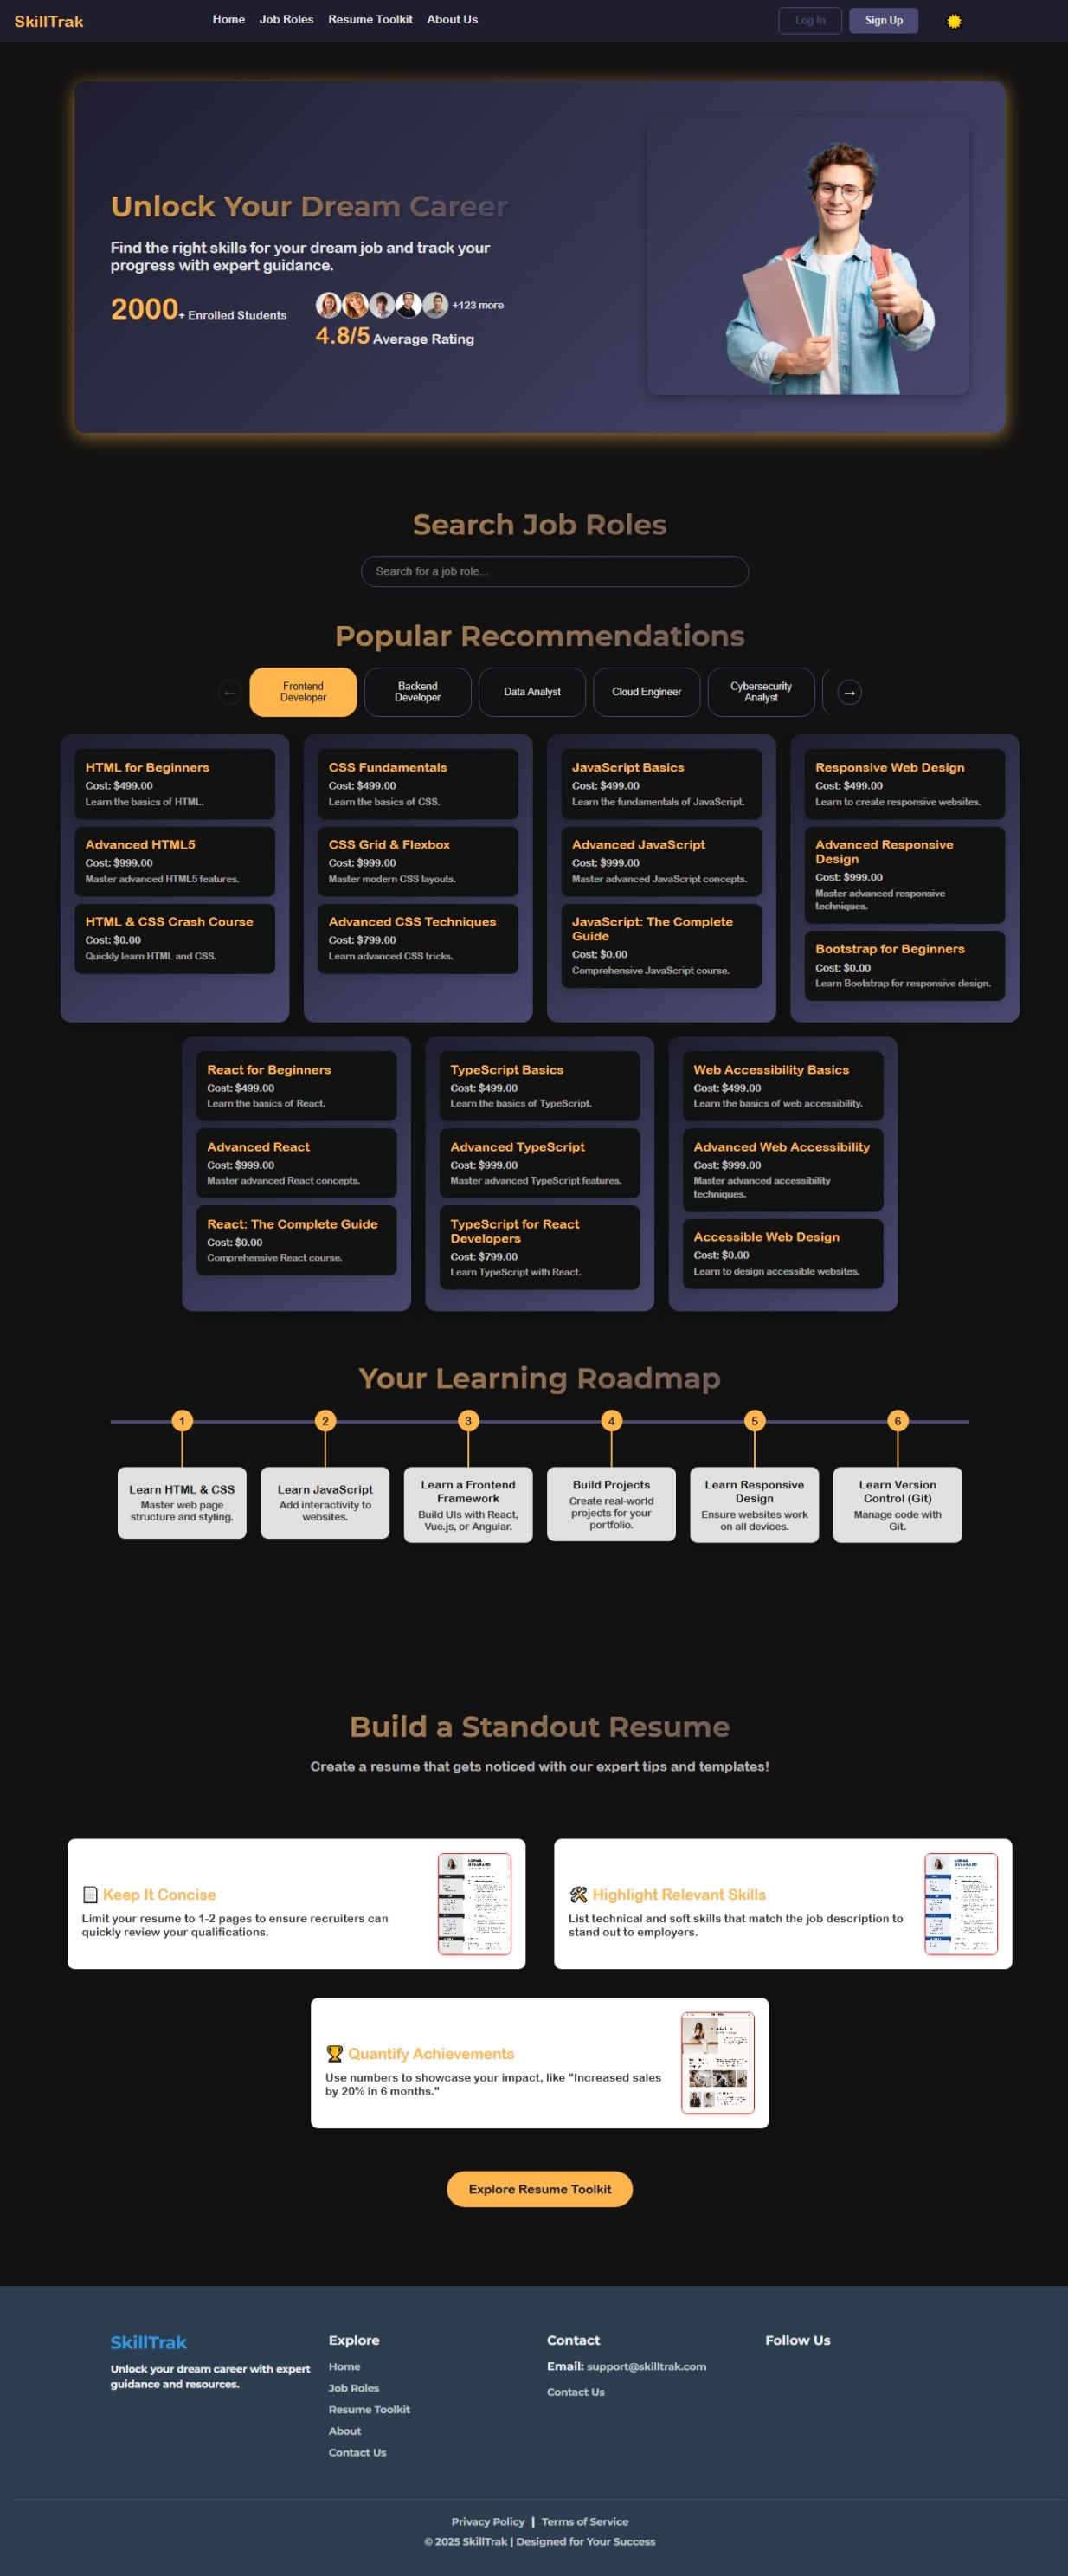 SkillTrak
Home
Job Roles
Resume Toolkit
About Us
Log In
Sign Up
Unlock Your Dream Career
Find the right skills for your dream job and track your
progress with expert guidance.
2000+ Enrolled Students
+123 more
4.8/5 Average Rating
Search Job Roles
Search for a job role...
Popular Recommendations
←
Frontend
Developer
Backend
Developer
Data Analyst
Cloud Engineer
Cybersecurity
Analyst
→
HTML for Beginners
Cost: $499.00
Learn the basics of HTML.
Advanced HTML5
Cost: $999.00
Master advanced HTML5 features.
HTML & CSS Crash Course
Cost: $0.00
Quickly learn HTML and CSS.
CSS Fundamentals
Cost: $499.00
Learn the basics of CSS.
CSS Grid & Flexbox
Cost: $999.00
Master modern CSS layouts.
Advanced CSS Techniques
Cost: $799.00
Learn advanced CSS tricks.
JavaScript Basics
Cost: $499.00
Learn the fundamentals of JavaScript.
Advanced JavaScript
Cost: $999.00
Master advanced JavaScript concepts.
JavaScript: The Complete
Guide
Cost: $0.00
Comprehensive JavaScript course.
Responsive Web Design
Cost: $499.00
Learn to create responsive websites.
Advanced Responsive
Design
Cost: $999.00
Master advanced responsive
techniques.
Bootstrap for Beginners
Cost: $0.00
Learn Bootstrap for responsive design.
React for Beginners
Cost: $499.00
Learn the basics of React.
Advanced React
Cost: $999.00
Master advanced React concepts.
React: The Complete Guide
Cost: $0.00
Comprehensive React course.
TypeScript Basics
Cost: $499.00
Learn the basics of TypeScript.
Advanced TypeScript
Cost: $999.00
Master advanced TypeScript features.
TypeScript for React
Developers
Cost: $799.00
Learn TypeScript with React.
Web Accessibility Basics
Cost: $499.00
Learn the basics of web accessibility.
Advanced Web Accessibility
Cost: $999.00
Master advanced accessibility
techniques.
Accessible Web Design
Cost: $0.00
Learn to design accessible websites.
Your Learning Roadmap
1
Learn HTML & CSS
Master web page
structure and styling.
2
Learn JavaScript
Add interactivity to
websites.
3
Learn a Frontend
Framework
Build UIs with React,
Vue.js, or Angular.
4
Build Projects
Create real-world
projects for your
portfolio.
5
Learn Responsive
Design
Ensure websites work
on all devices.
6
Learn Version
Control (Git)
Manage code with
Git.
Build a Standout Resume
Create a resume that gets noticed with our expert tips and templates!
Keep It Concise
Limit your resume to 1-2 pages to ensure recruiters can
quickly review your qualifications.
Highlight Relevant Skills
List technical and soft skills that match the job description to
stand out to employers.
Quantify Achievements
Use numbers to showcase your impact, like "Increased sales
by 20% in 6 months."
Explore Resume Toolkit
SkillTrak
Unlock your dream career with expert
guidance and resources.
Explore
Home
Job Roles
Resume Toolkit
About
Contact Us
Contact
Email: support@skilltrak.com
Contact Us
Follow Us
Privacy Policy | Terms of Service
© 2025 SkillTrak | Designed for Your Success